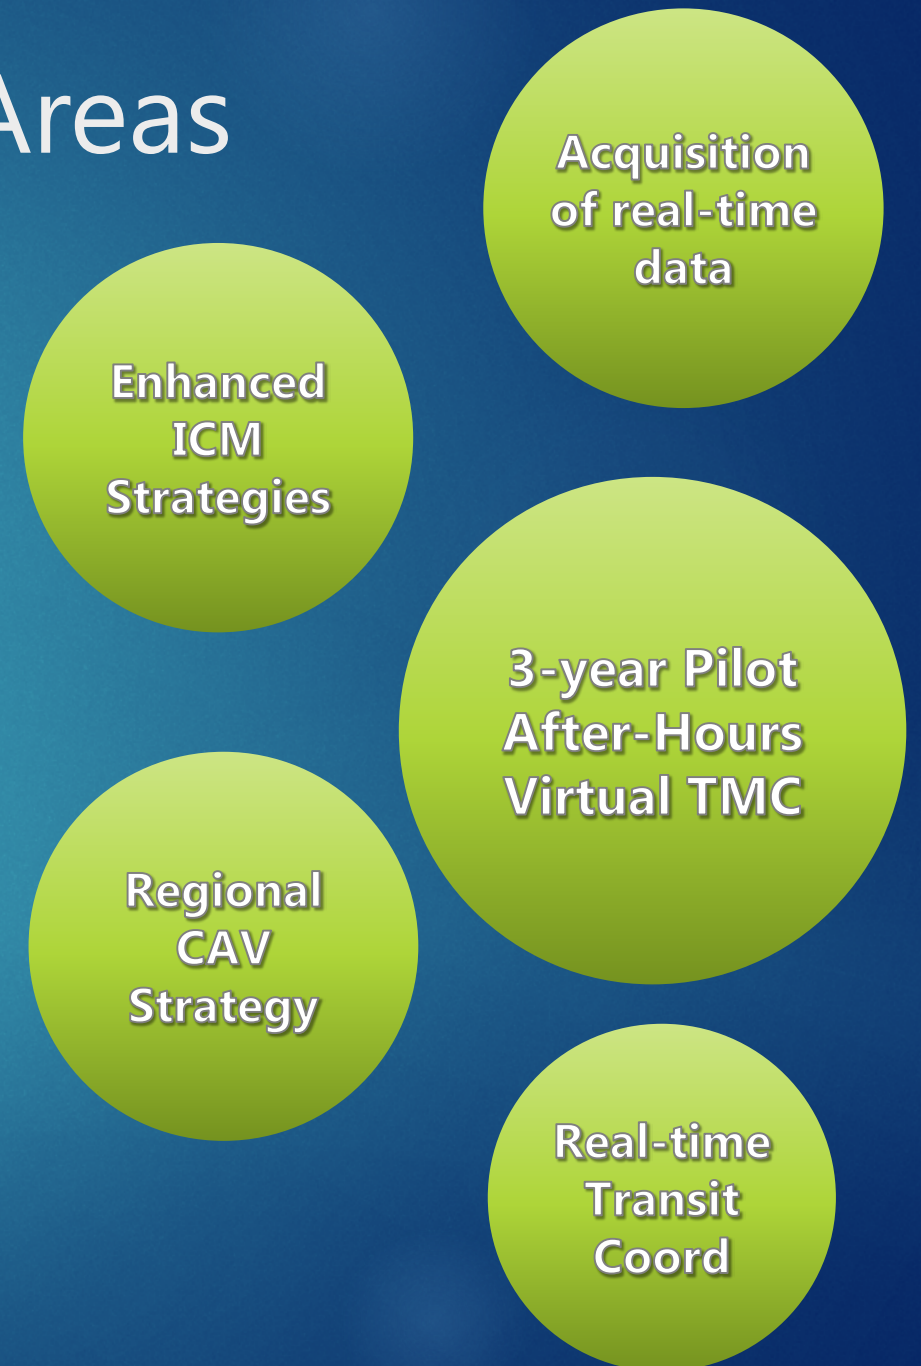 Areas
Acquisition
of real-time
data
Enhanced
ICM
Strategies
3-year Pilot
After-Hours
Virtual TMC
Regional
CAV
Strategy
Real-time
Transit
Coord